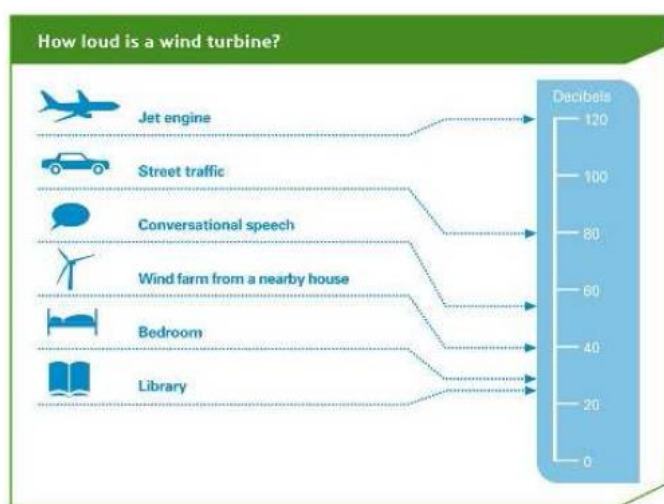 How loud is a wind turbine?
Decibels
Jet engine
120
Street traffic
100
Conversational speech
80
Wind farm from a nearby house
60
Bedroom
40
Library
20
0